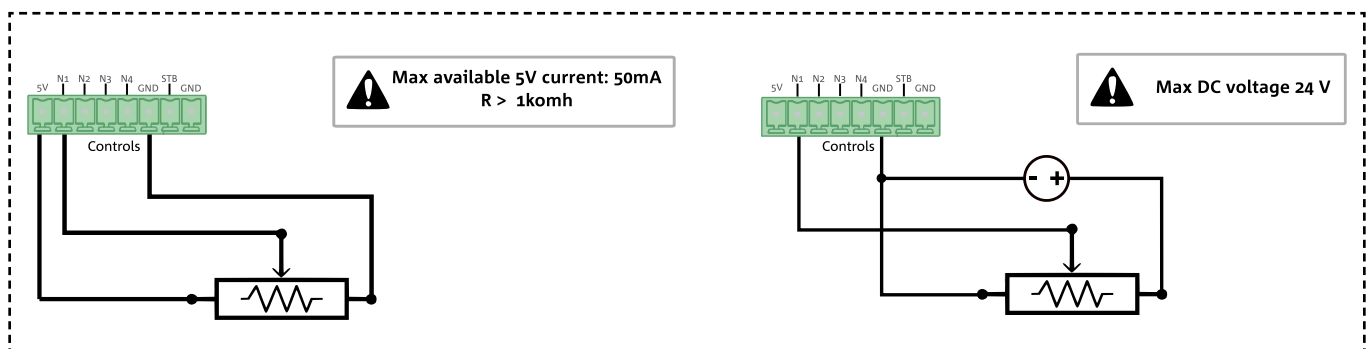 5V N1 N2 N3 N4 GND STB GND
Controls
Max available 5V current: 50mA
R > 1komh
5V N1 N2 N3 N4 GND STB GND
Controls
Max DC voltage 24 V
- +